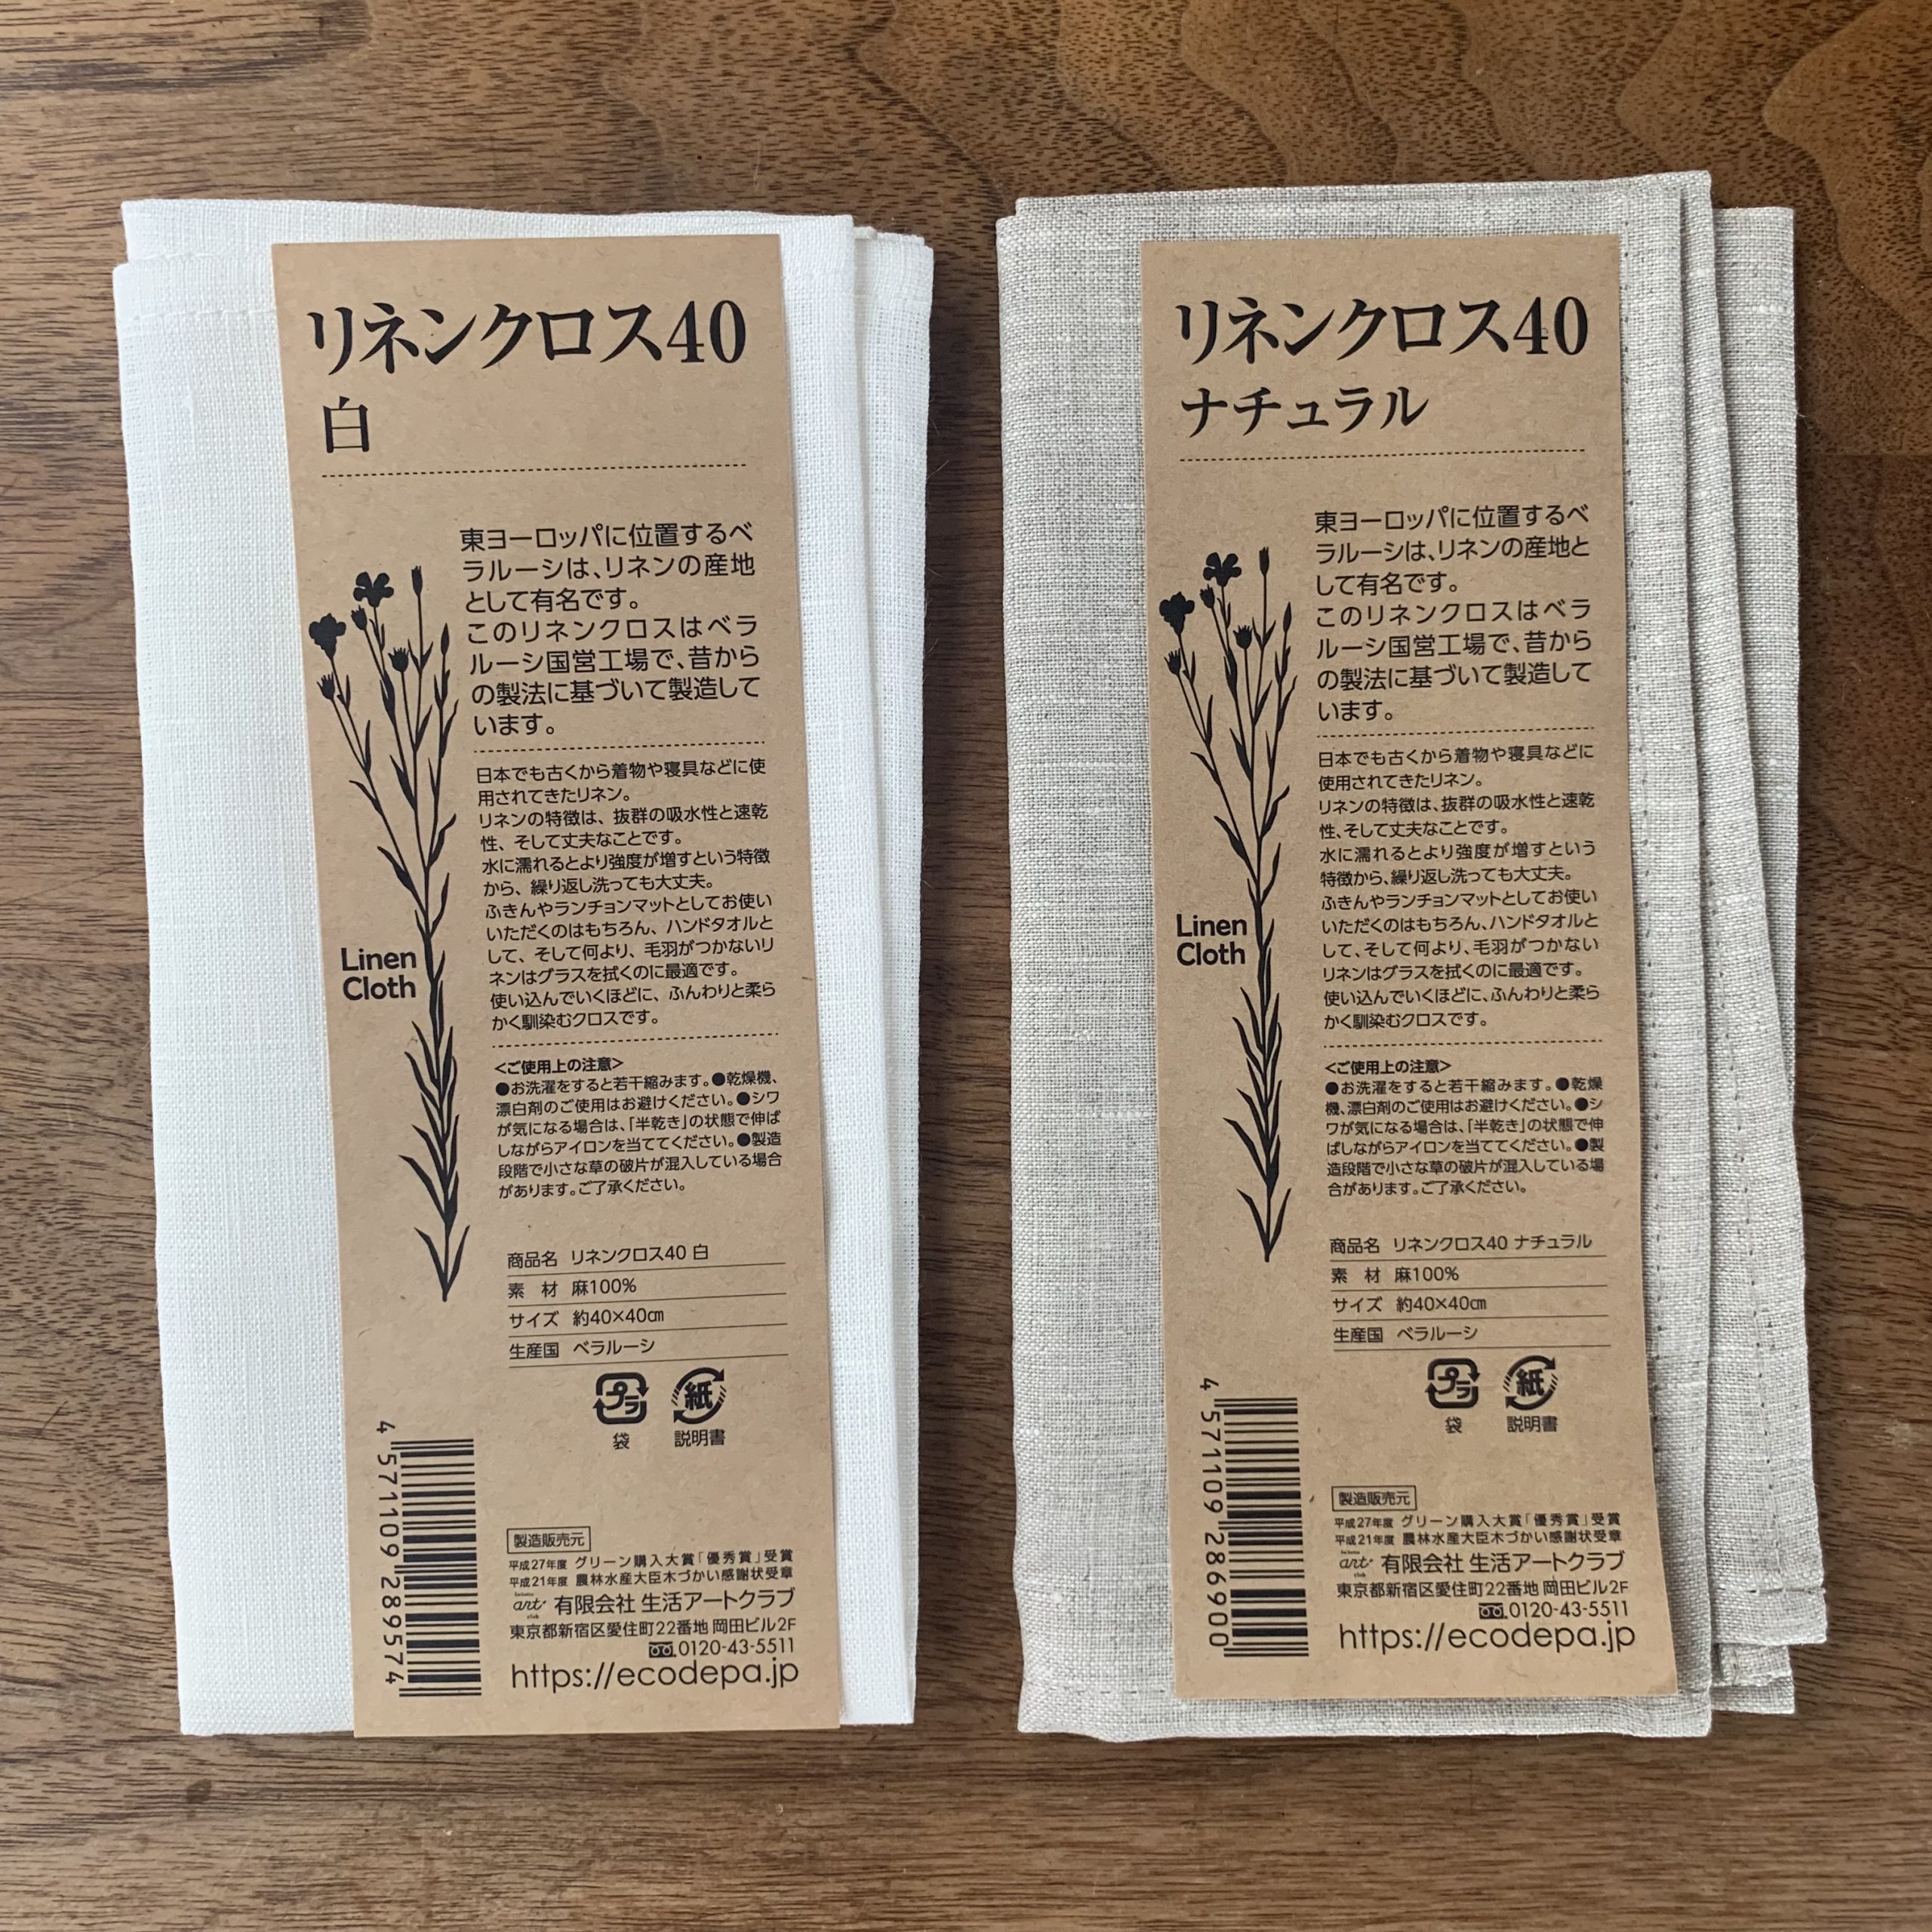 リネンクロス40
白
東ヨーロッパに位置するベ
ラルーシは、リネンの産地
として有名です。
このリネンクロスはベラ
ルーシ国営工場で、昔から
の製法に基づいて製造して
います。
日本でも古くから着物や寝具などに使
用されてきたリネン。
リネンの特徴は、抜群の吸水性と速乾
性、そして丈夫なことです。
水に濡れるとより強度が増すという特徴
から、繰り返し洗っても大丈夫。
ふきんやランチョンマットとしてお使い
いただくのはもちろん、ハンドタオルと
して、そして何より、毛羽がつかないリ
ネンはグラスを拭くのに最適です。
使い込んでいくほどに、ふんわりと柔ら
かく馴染むクロスです。
Linen
Cloth
<ご使用上の注意>
●お洗濯をすると若干縮みます。●乾燥機、
漂白剤のご使用はお避けください。●シワ
が気になる場合は、「半乾き」の状態で伸ば
しながらアイロンを当ててください。●製造
段階で小さな草の破片が混入している場合
があります。ご了承ください。
商品名 リネンクロス40 白
素 材 麻100%
サイズ 約40×40㎝
生産国 ベラルーシ
プラ 紙
袋 説明書
4 571109 289574
製造販売元
平成27年度 グリーン購入大賞「優秀賞」受賞
平成21年度 農林水産大臣木づかい感謝状受章
art 有限会社 生活アートクラブ
東京都新宿区愛住町22番地 岡田ビル2F
0120-43-5511
https://ecodepa.jp
リネンクロス40
ナチュラル
東ヨーロッパに位置するベ
ラルーシは、リネンの産地と
して有名です。
このリネンクロスはベラ
ルーシ国営工場で、昔から
の製法に基づいて製造して
います。
日本でも古くから着物や寝具などに
使用されてきたリネン。
リネンの特徴は、抜群の吸水性と速乾
性、そして丈夫なことです。
水に濡れるとより強度が増すという
特徴から、繰り返し洗っても大丈夫。
ふきんやランチョンマットとしてお使い
いただくのはもちろん、ハンドタオルと
して、そして何より、毛羽がつかない
リネンはグラスを拭くのに最適です。
使い込んでいくほどに、ふんわりと柔ら
かく馴染むクロスです。
Linen
Cloth
<ご使用上の注意>
●お洗濯をすると若干縮みます。●乾燥
機、漂白剤のご使用はお避けください。●シ
ワが気になる場合は、「半乾き」の状態で伸
ばしながらアイロンを当ててください。●製
造段階で小さな草の破片が混入している場
合があります。ご了承ください。
商品名 リネンクロス40 ナチュラル
素 材 麻100%
サイズ 約40×40㎝
生産国 ベラルーシ
プラ 紙
袋 説明書
4 571109 286900
製造販売元
平成27年度 グリーン購入大賞「優秀賞」受賞
平成21年度 農林水産大臣木づかい感謝状受章
art 有限会社 生活アートクラブ
東京都新宿区愛住町22番地 岡田ビル2F
0120-43-5511
https://ecodepa.jp